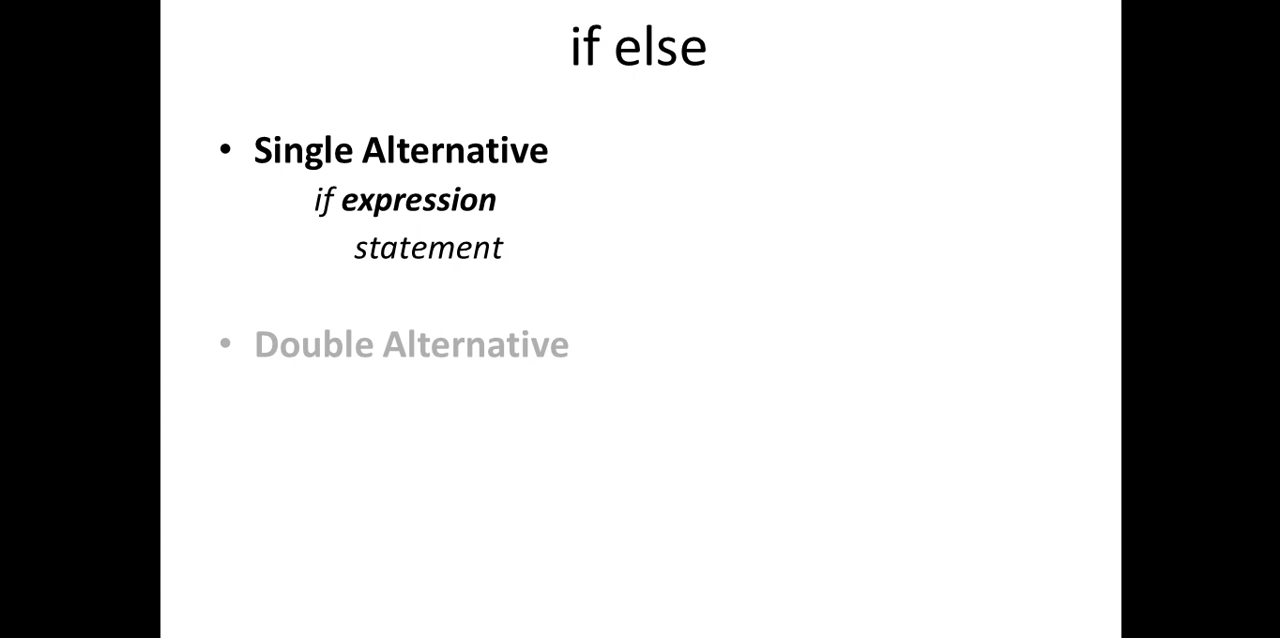 if else
• Single Alternative
if expression
statement
• Double Alternative